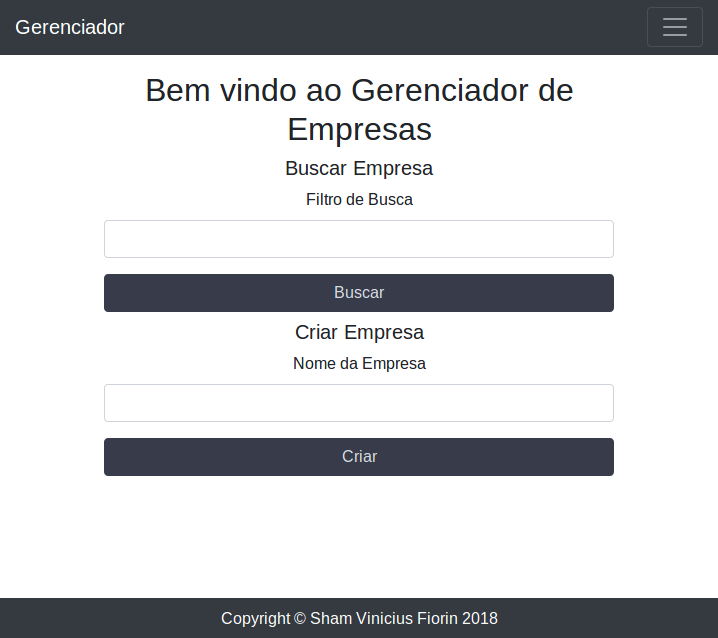 Gerenciador
Bem vindo ao Gerenciador de
Empresas
Buscar Empresa
Filtro de Busca
Buscar
Criar Empresa
Nome da Empresa
Criar
Copyright © Sham Vinicius Fiorin 2018